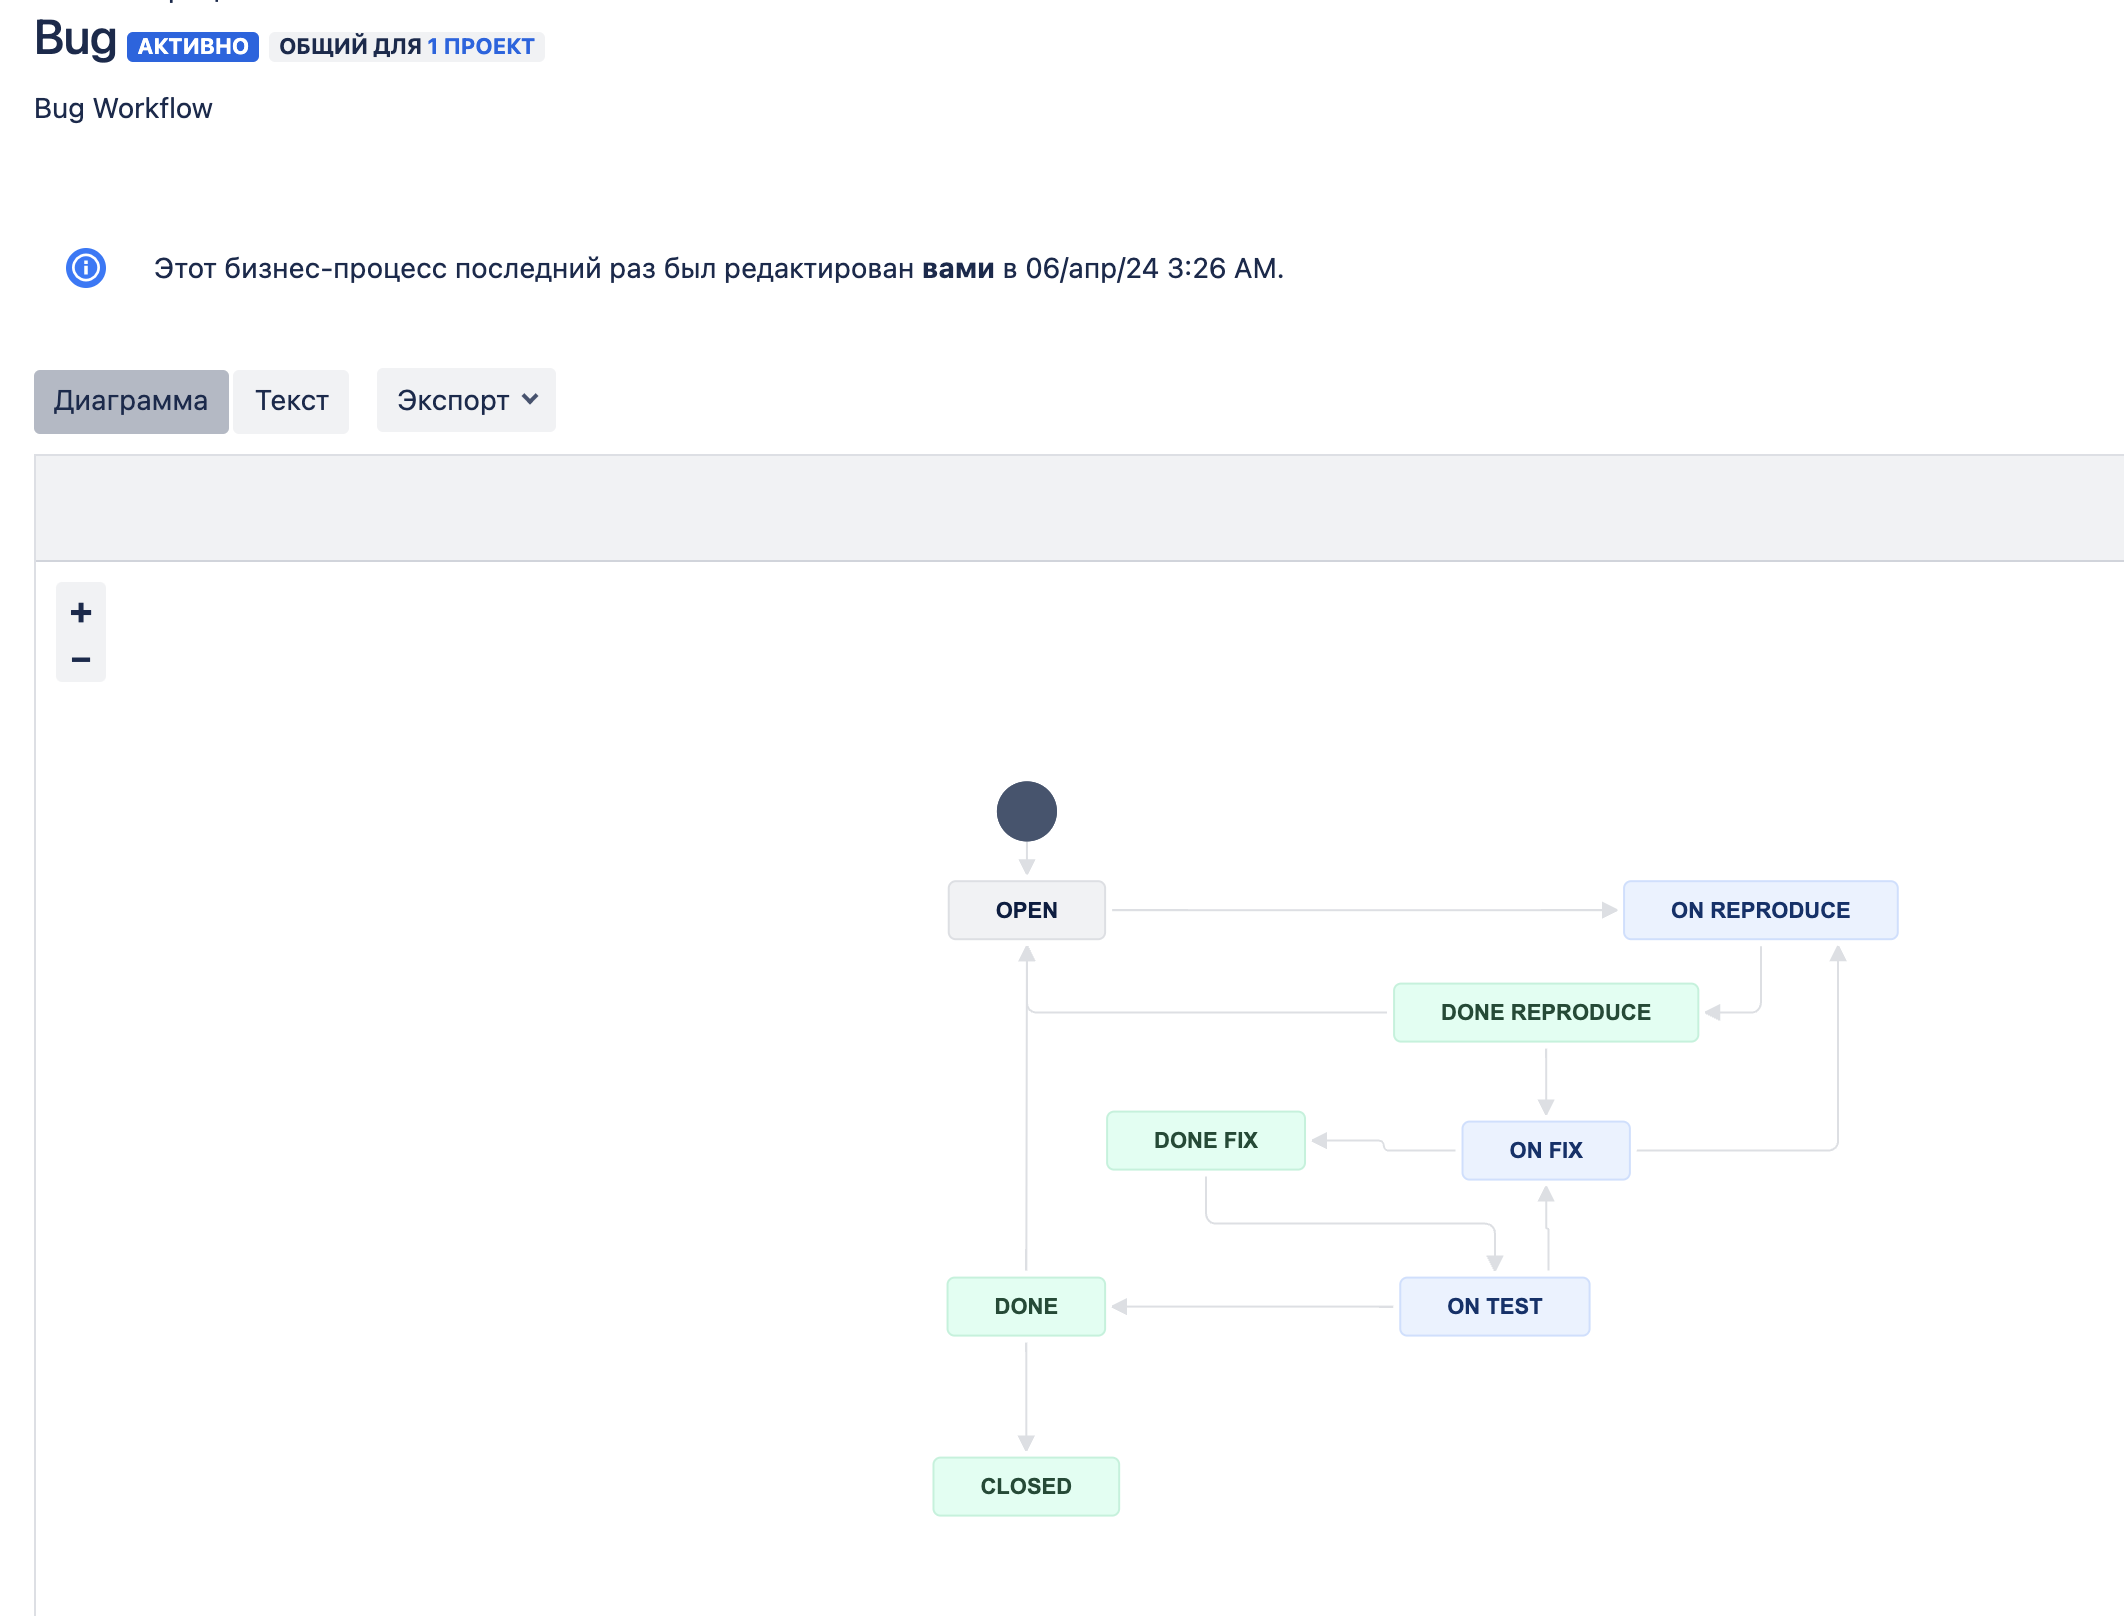 Bug АКТИВНО ОБЩИЙ ДЛЯ 1 ПРОЕКТ
Bug Workflow
Этот бизнес-процесс последний раз был редактирован вами в 06/апр/24 3:26 AM.
Диаграмма Текст Экспорт
+
−
OPEN ON REPRODUCE
DONE REPRODUCE
DONE FIX ON FIX
DONE ON TEST
CLOSED